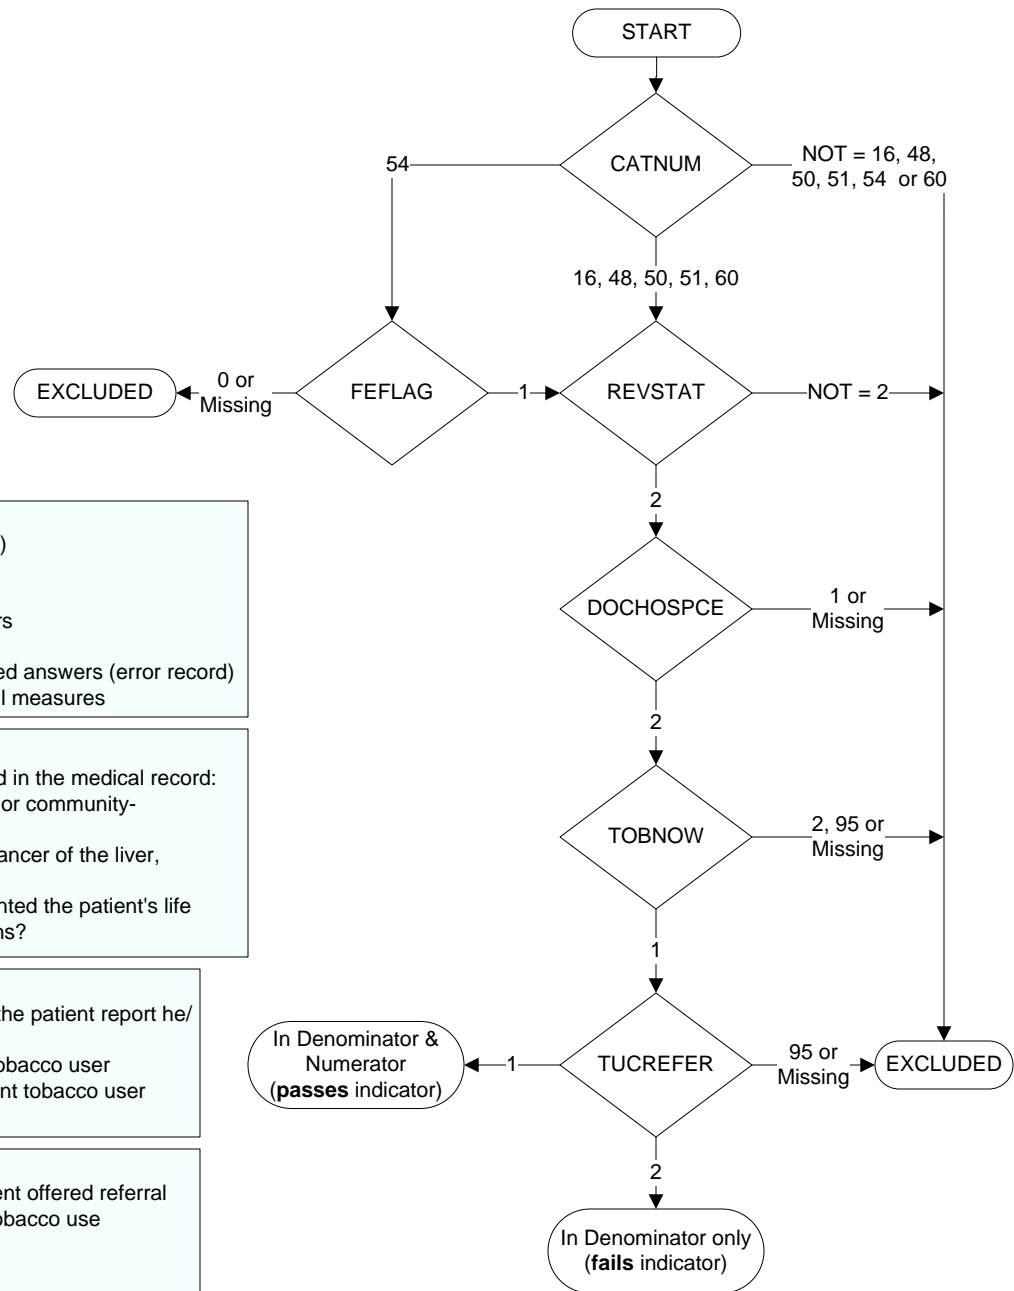 START
CATNUM
54
NOT = 16, 48,
50, 51, 54 or 60
16, 48, 50, 51, 60
EXCLUDED
0 or
Missing
FEFLAG
1
REVSTAT
NOT = 2
2
)
rs
ed answers (error record)
l measures
DOCHOSPCE
1 or
Missing
2
d in the medical record:
or community-
ancer of the liver,
nted the patient's life
ns?
TOBNOW
2, 95 or
Missing
1
the patient report he/
obacco user
nt tobacco user
In Denominator &
Numerator
(passes indicator)
1
TUCREFER
95 or
Missing
EXCLUDED
2
ent offered referral
obacco use
In Denominator only
(fails indicator)